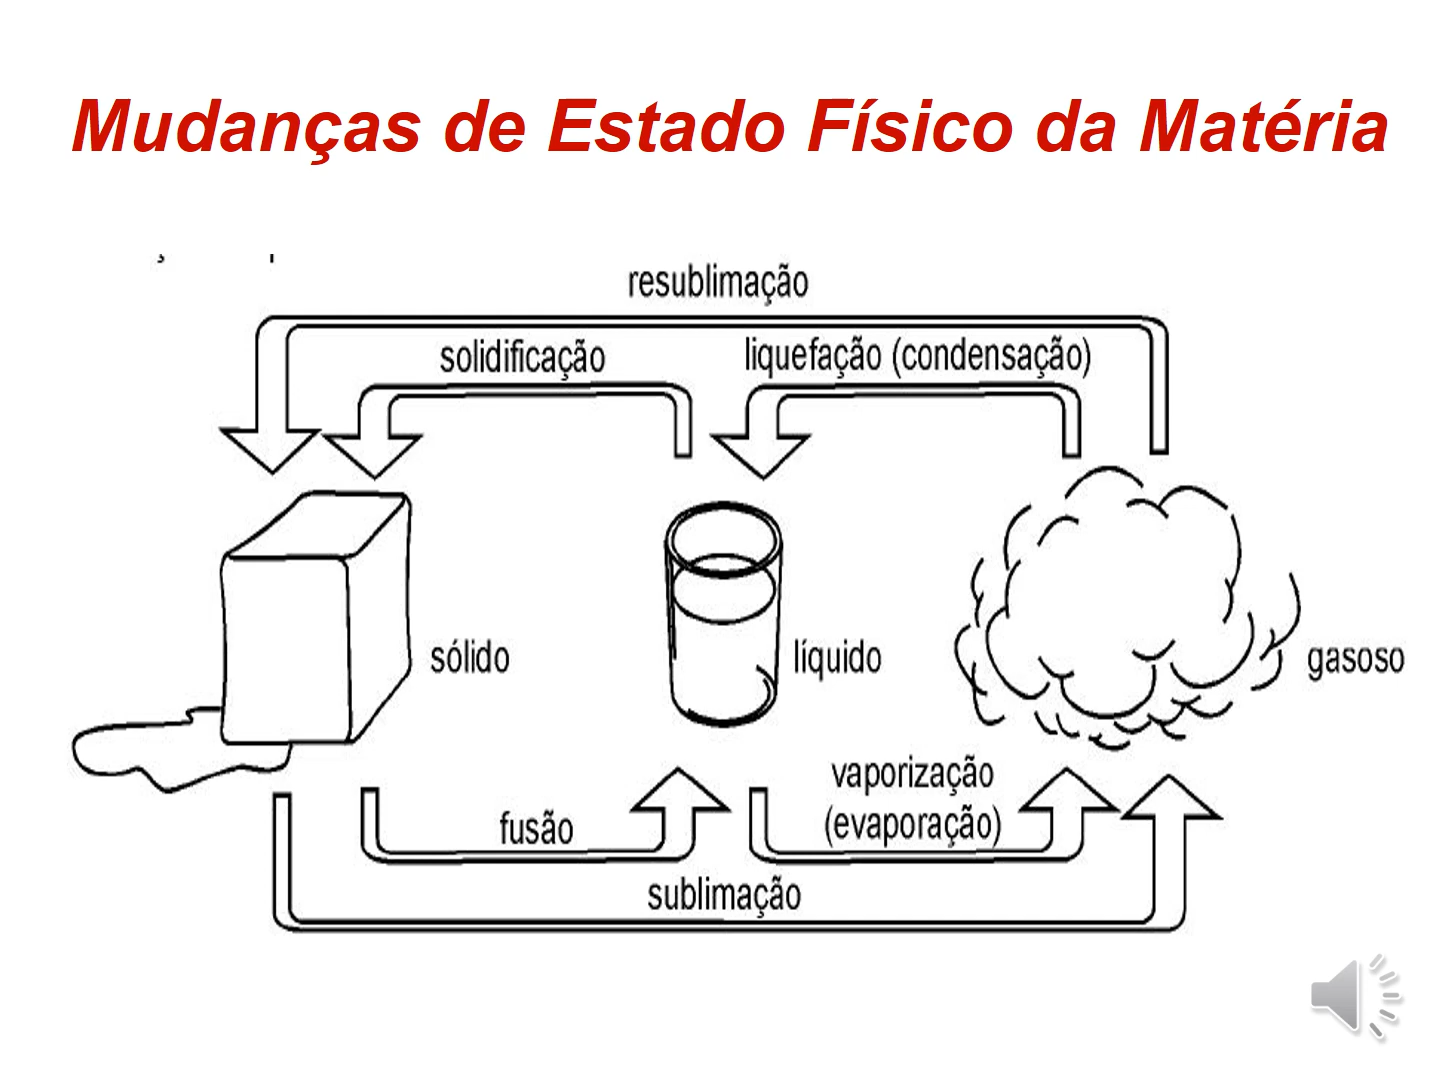 Mudanças de Estado Físico da Matéria
resublimação
solidificação
liquefação (condensação)
sólido
líquido
gasoso
vaporização
(evaporação)
fusão
sublimação